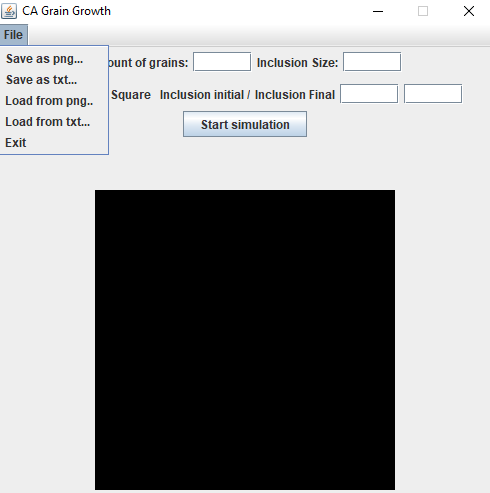 CA Grain Growth
File
Save as png...
Save as txt...
Load from png..
Load from txt...
Exit
ount of grains: Inclusion Size:
Square Inclusion initial / Inclusion Final
Start simulation